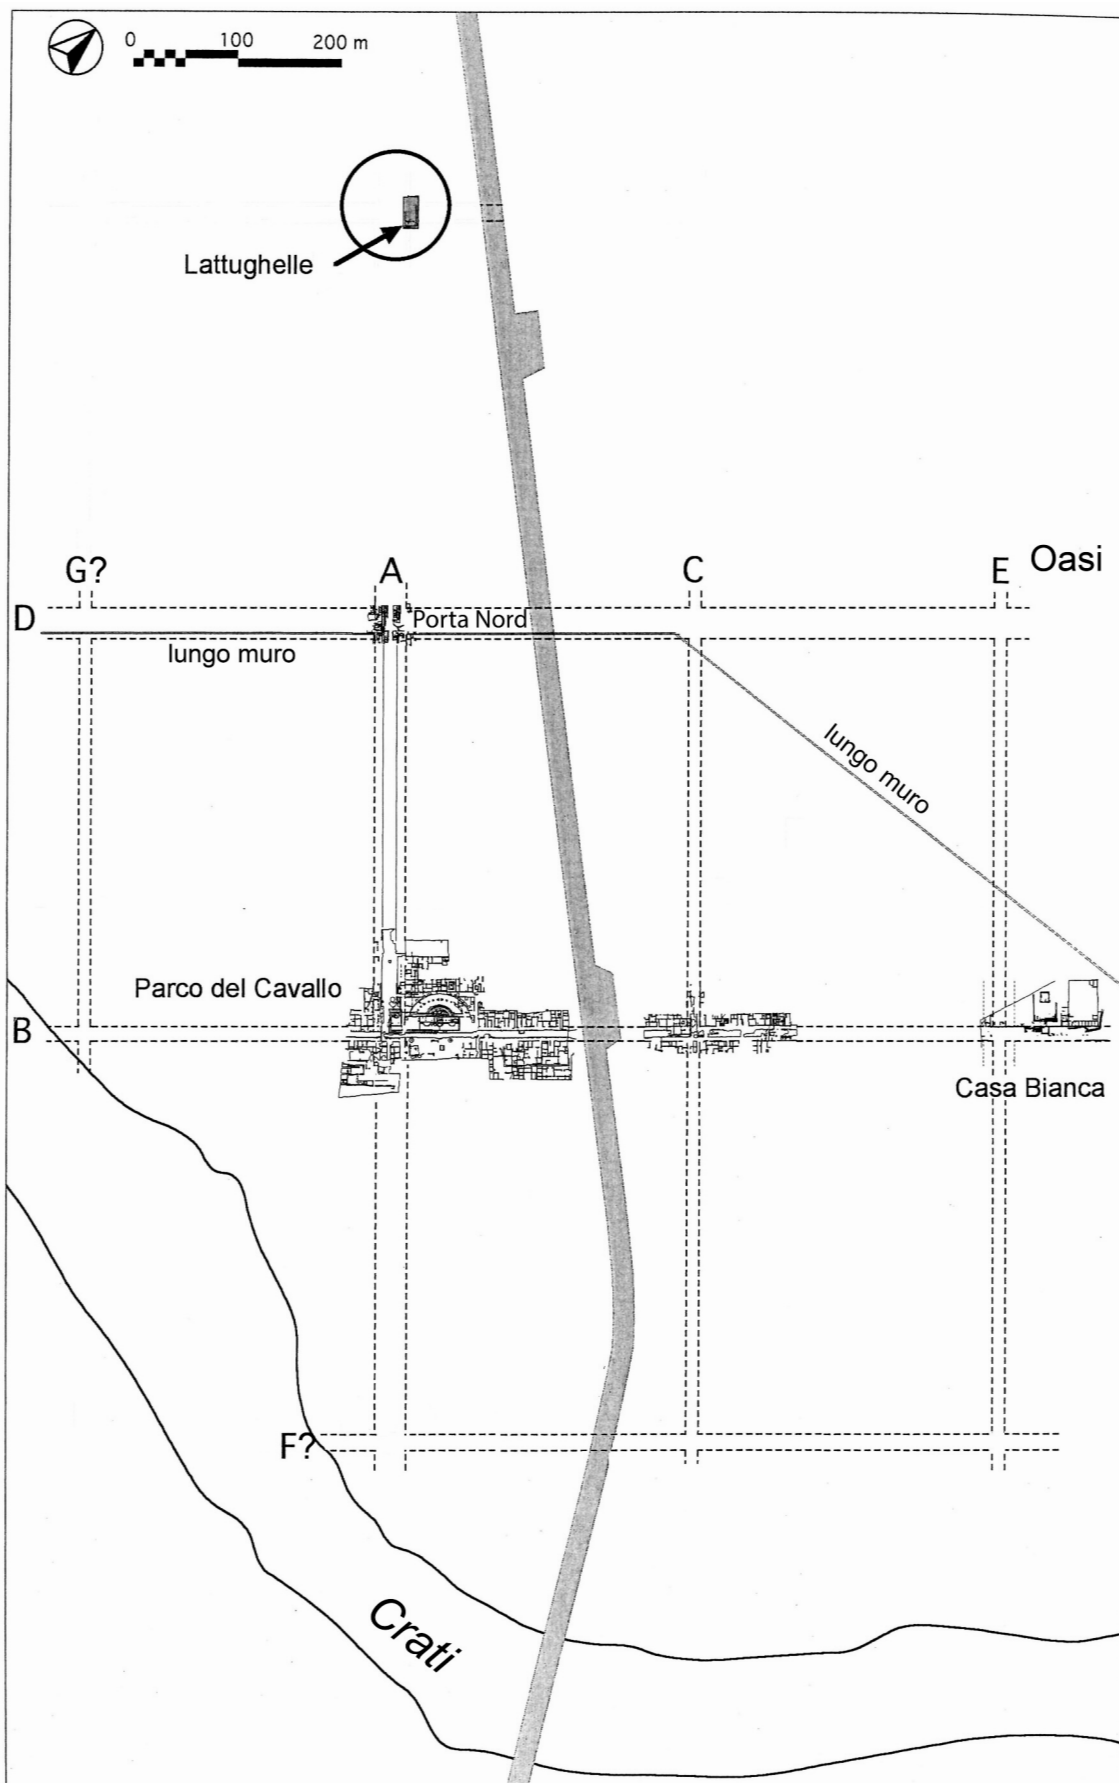 0 100 200 m
Lattughelle
G? A C E Oasi
D Porta Nord
lungo muro
lungo muro
Parco del Cavallo
B
Casa Bianca
F?
Crati